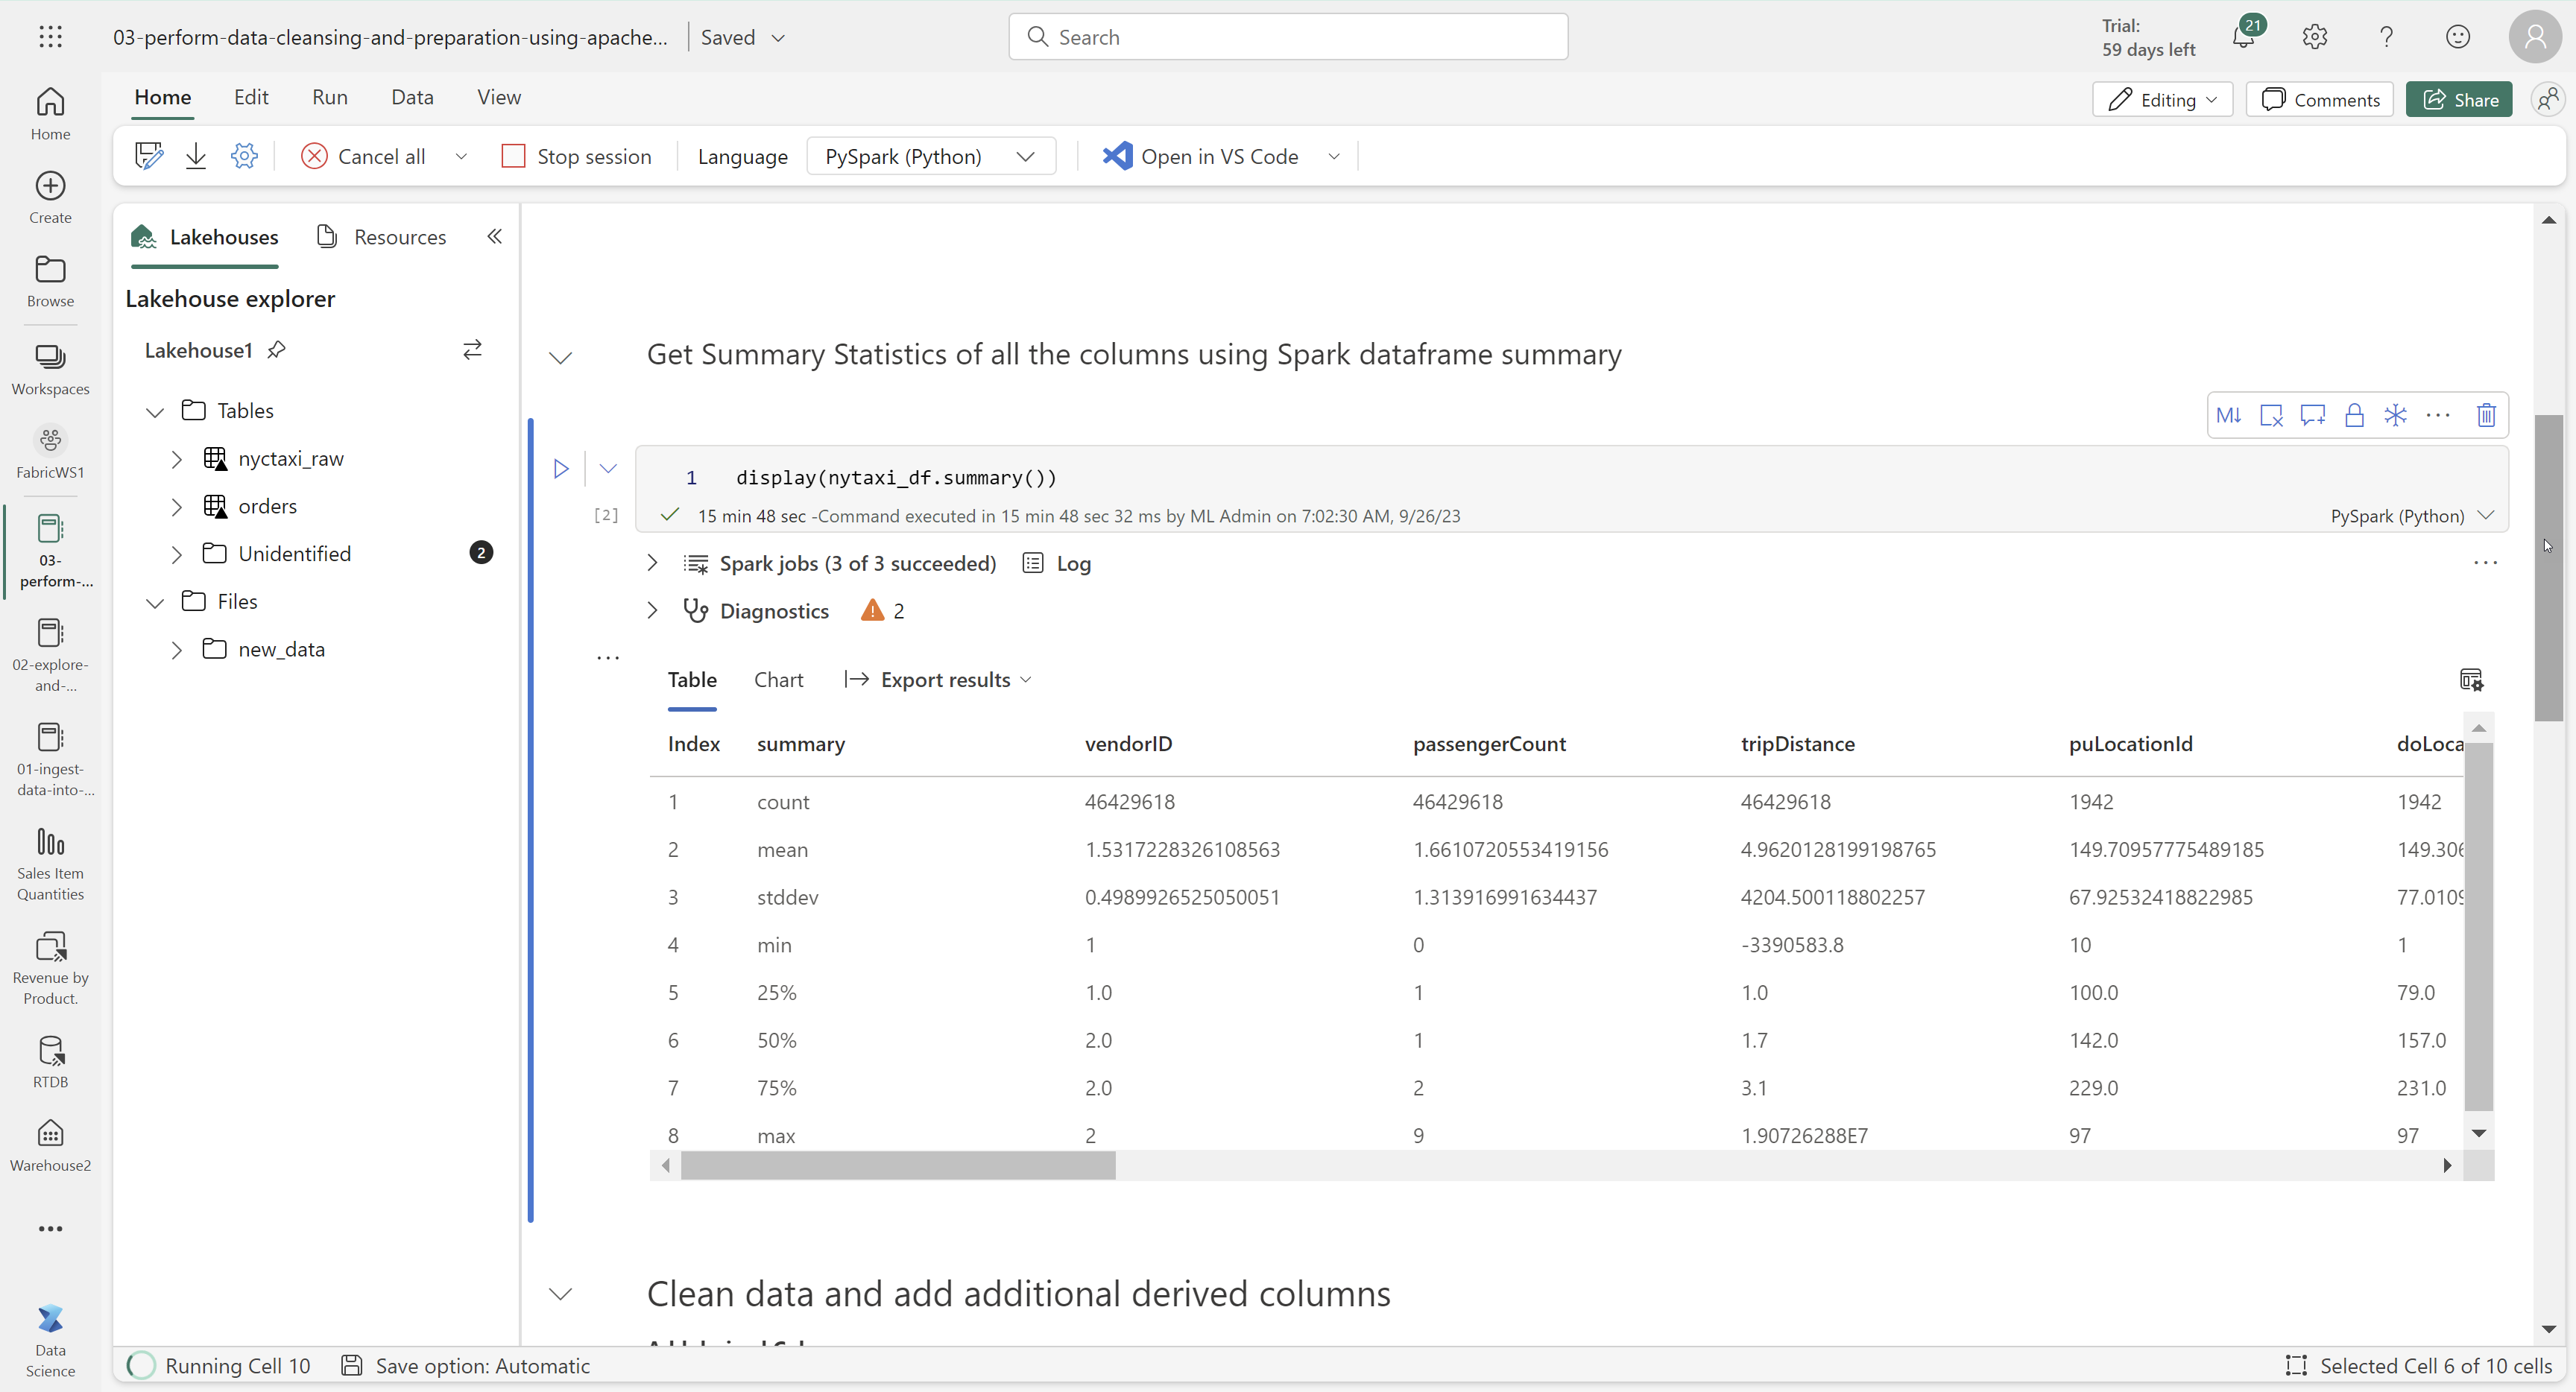 03-perform-data-cleansing-and-preparation-using-apache...
Saved
Search
Trial:
59 days left
21
Home
Edit
Run
Data
View
Editing
Comments
Share
Cancel all
Stop session
Language
PySpark (Python)
Open in VS Code
Home
Create
Browse
Workspaces
FabricWS1
03-
perform-...
02-explore-
and-...
01-ingest-
data-into-...
Sales Item
Quantities
Revenue by
Product.
RTDB
Warehouse2
Data
Science
Lakehouses
Resources
Lakehouse explorer
Lakehouse1
Tables
nyctaxi_raw
orders
Unidentified
2
Files
new_data
Get Summary Statistics of all the columns using Spark dataframe summary
M↓
1 display(nytaxi_df.summary())
[2]
15 min 48 sec -Command executed in 15 min 48 sec 32 ms by ML Admin on 7:02:30 AM, 9/26/23
PySpark (Python)
Spark jobs (3 of 3 succeeded)
Log
Diagnostics
2
Table
Chart
Export results
Index summary vendorID passengerCount tripDistance puLocationId doLoca
1 count 46429618 46429618 46429618 1942 1942
2 mean 1.5317228326108563 1.6610720553419156 4.9620128199198765 149.70957775489185 149.306
3 stddev 0.4989926525050051 1.313916991634437 4204.500118802257 67.92532418822985 77.0109
4 min 1 0 -3390583.8 10 1
5 25% 1.0 1 1.0 100.0 79.0
6 50% 2.0 1 1.7 142.0 157.0
7 75% 2.0 2 3.1 229.0 231.0
8 max 2 9 1.90726288E7 97 97
Clean data and add additional derived columns
Running Cell 10
Save option: Automatic
Selected Cell 6 of 10 cells